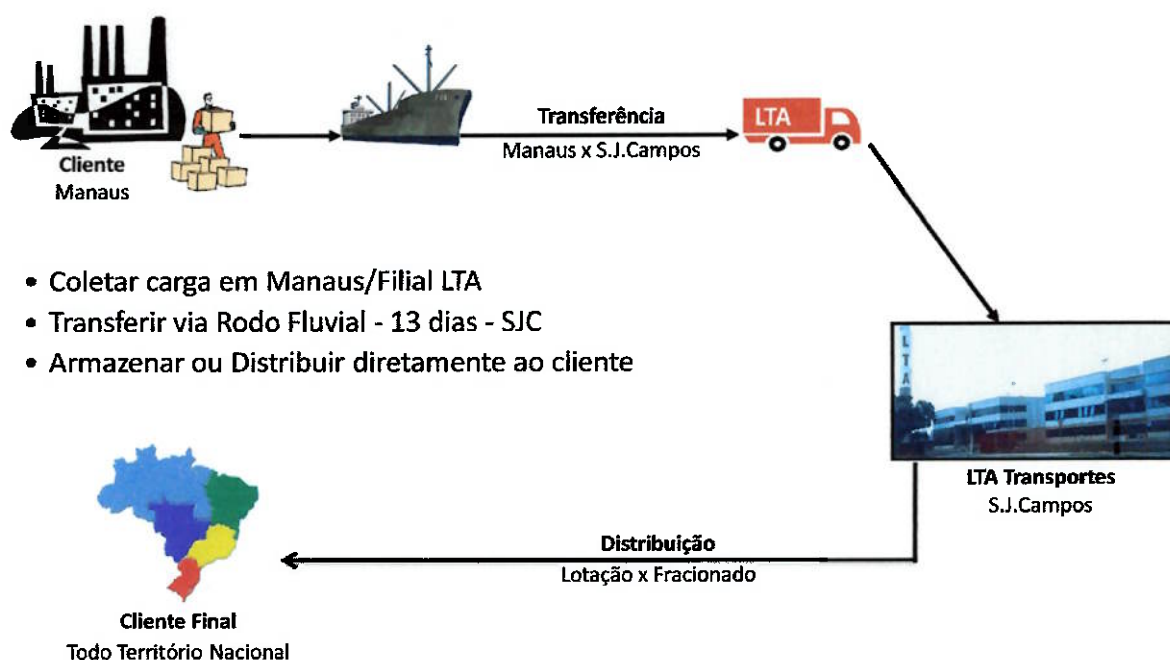 Transferência
Manaus x S.J.Campos
LTA
Cliente
Manaus
• Coletar carga em Manaus/Filial LTA
• Transferir via Rodo Fluvial - 13 dias - SJC
• Armazenar ou Distribuir diretamente ao cliente
LTA
LTA Transportes
S.J.Campos
Distribuição
Lotação x Fracionado
Cliente Final
Todo Território Nacional